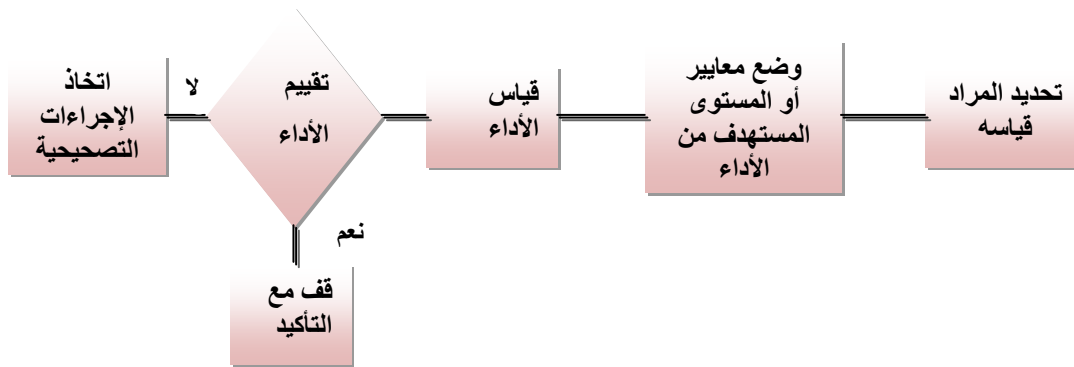 تحديد المراد
قياسه
وضع معايير
أو المستوى
المستهدف من
الأداء
قياس
الأداء
تقييم
الأداء
لا
اتخاذ
الإجراءات
التصحيحية
نعم
قف مع
التأكيد